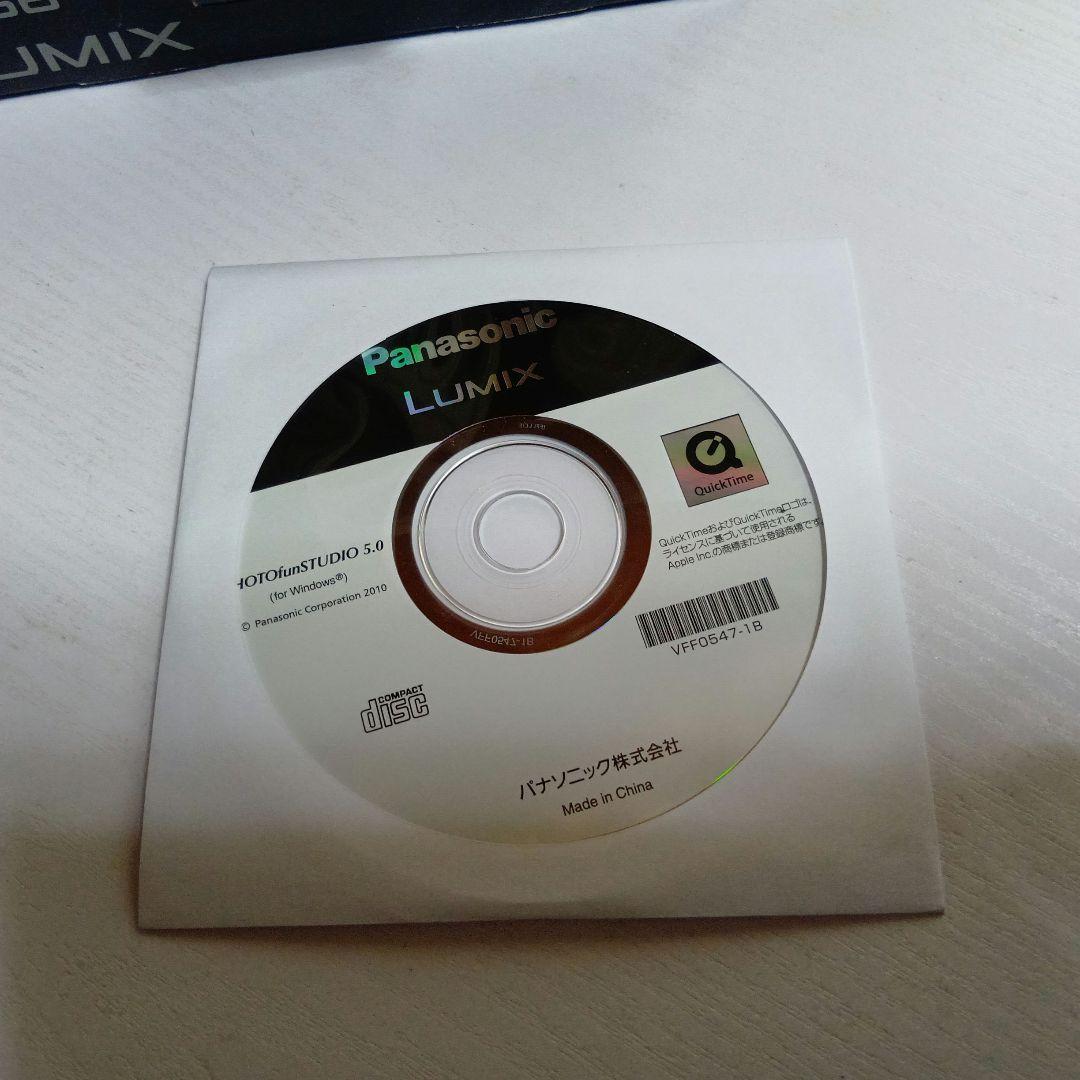 LUMIX
Panasonic
LUMIX
QuickTime
QuickTimeおよびQuickTimeロゴは、
ライセンスに基づいて使用される
Apple Inc.の商標または登録商標です
HOTOfunSTUDIO 5.0
(for Windows®)
© Panasonic Corporation 2010
VFF0547-1B
VFF0547-1B
COMPACT
disc
パナソニック株式会社
Made in China